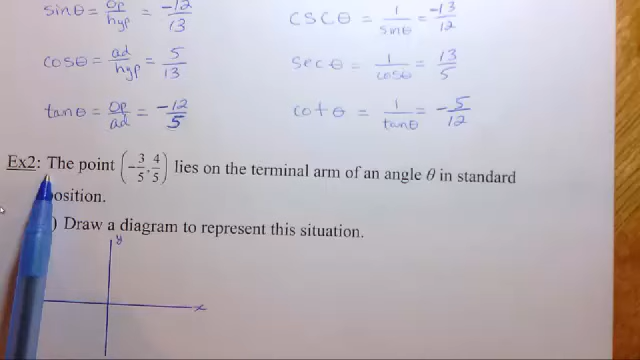 sinθ = op/hyp = -12/13 cscθ = 1/sinθ = -13/12
cosθ = ad/hyp = 5/13 secθ = 1/cosθ = 13/5
tanθ = op/ad = -12/5 cotθ = 1/tanθ = -5/12
Ex2: The point (-3/5, 4/5) lies on the terminal arm of an angle θ in standard
position.
) Draw a diagram to represent this situation.
y
x